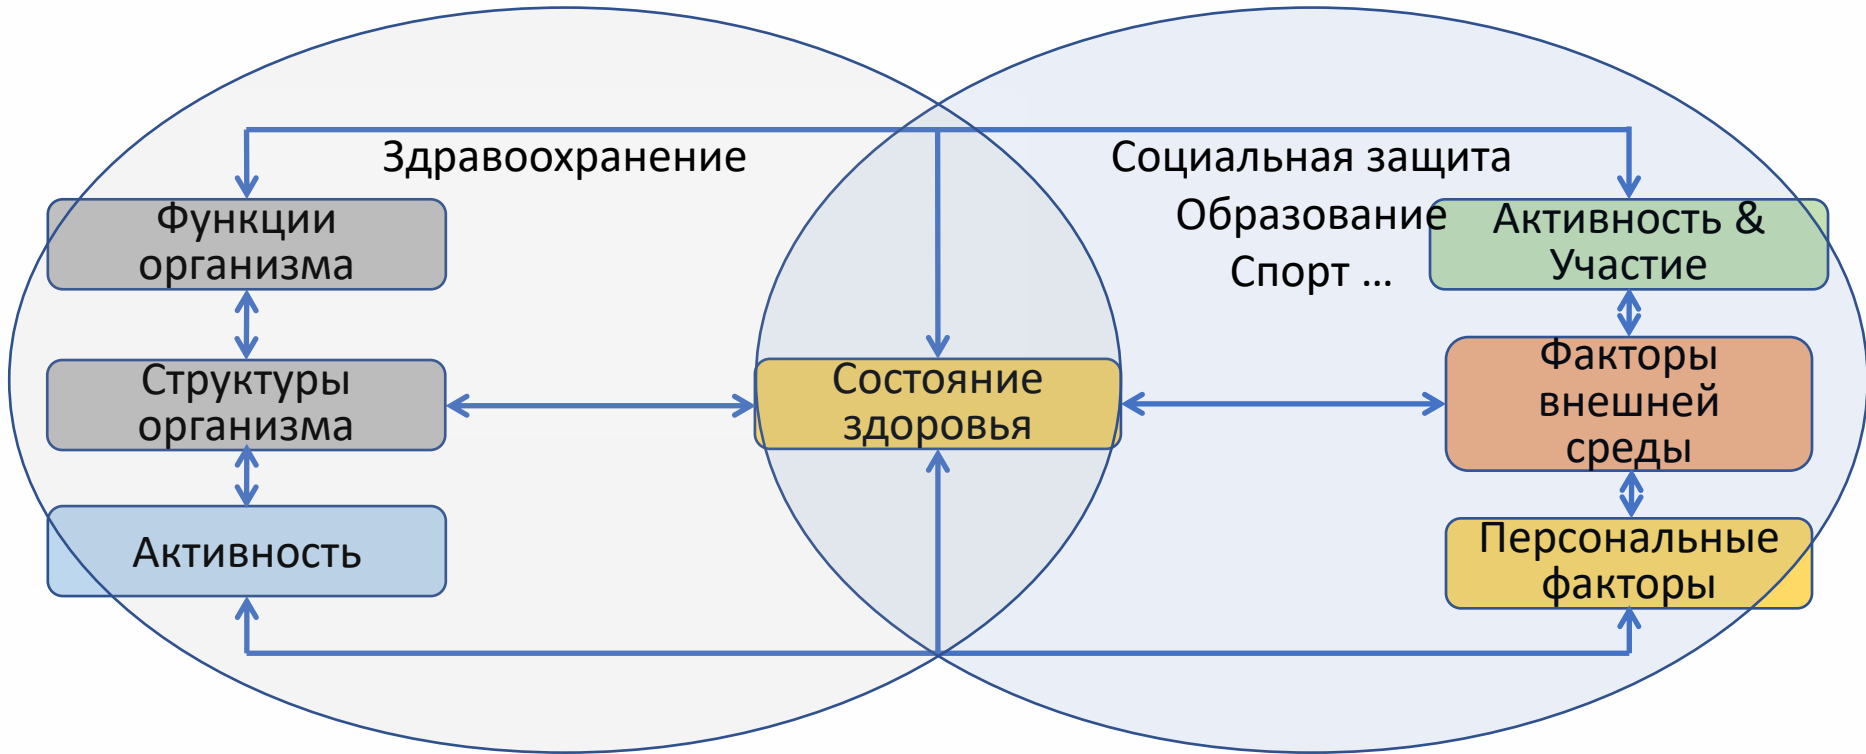 Здравоохранение
Социальная защита
Образование
Спорт ...
Функции
организма
Активность &
Участие
Структуры
организма
Состояние
здоровья
Факторы
внешней
среды
Активность
Персональные
факторы